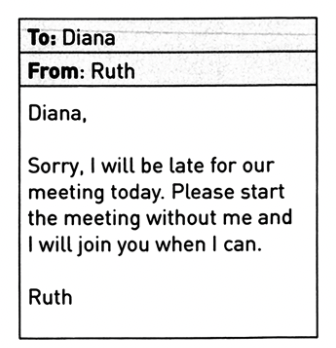 To: Diana
From: Ruth
Diana,
Sorry, I will be late for our
meeting today. Please start
the meeting without me and
I will join you when I can.
Ruth